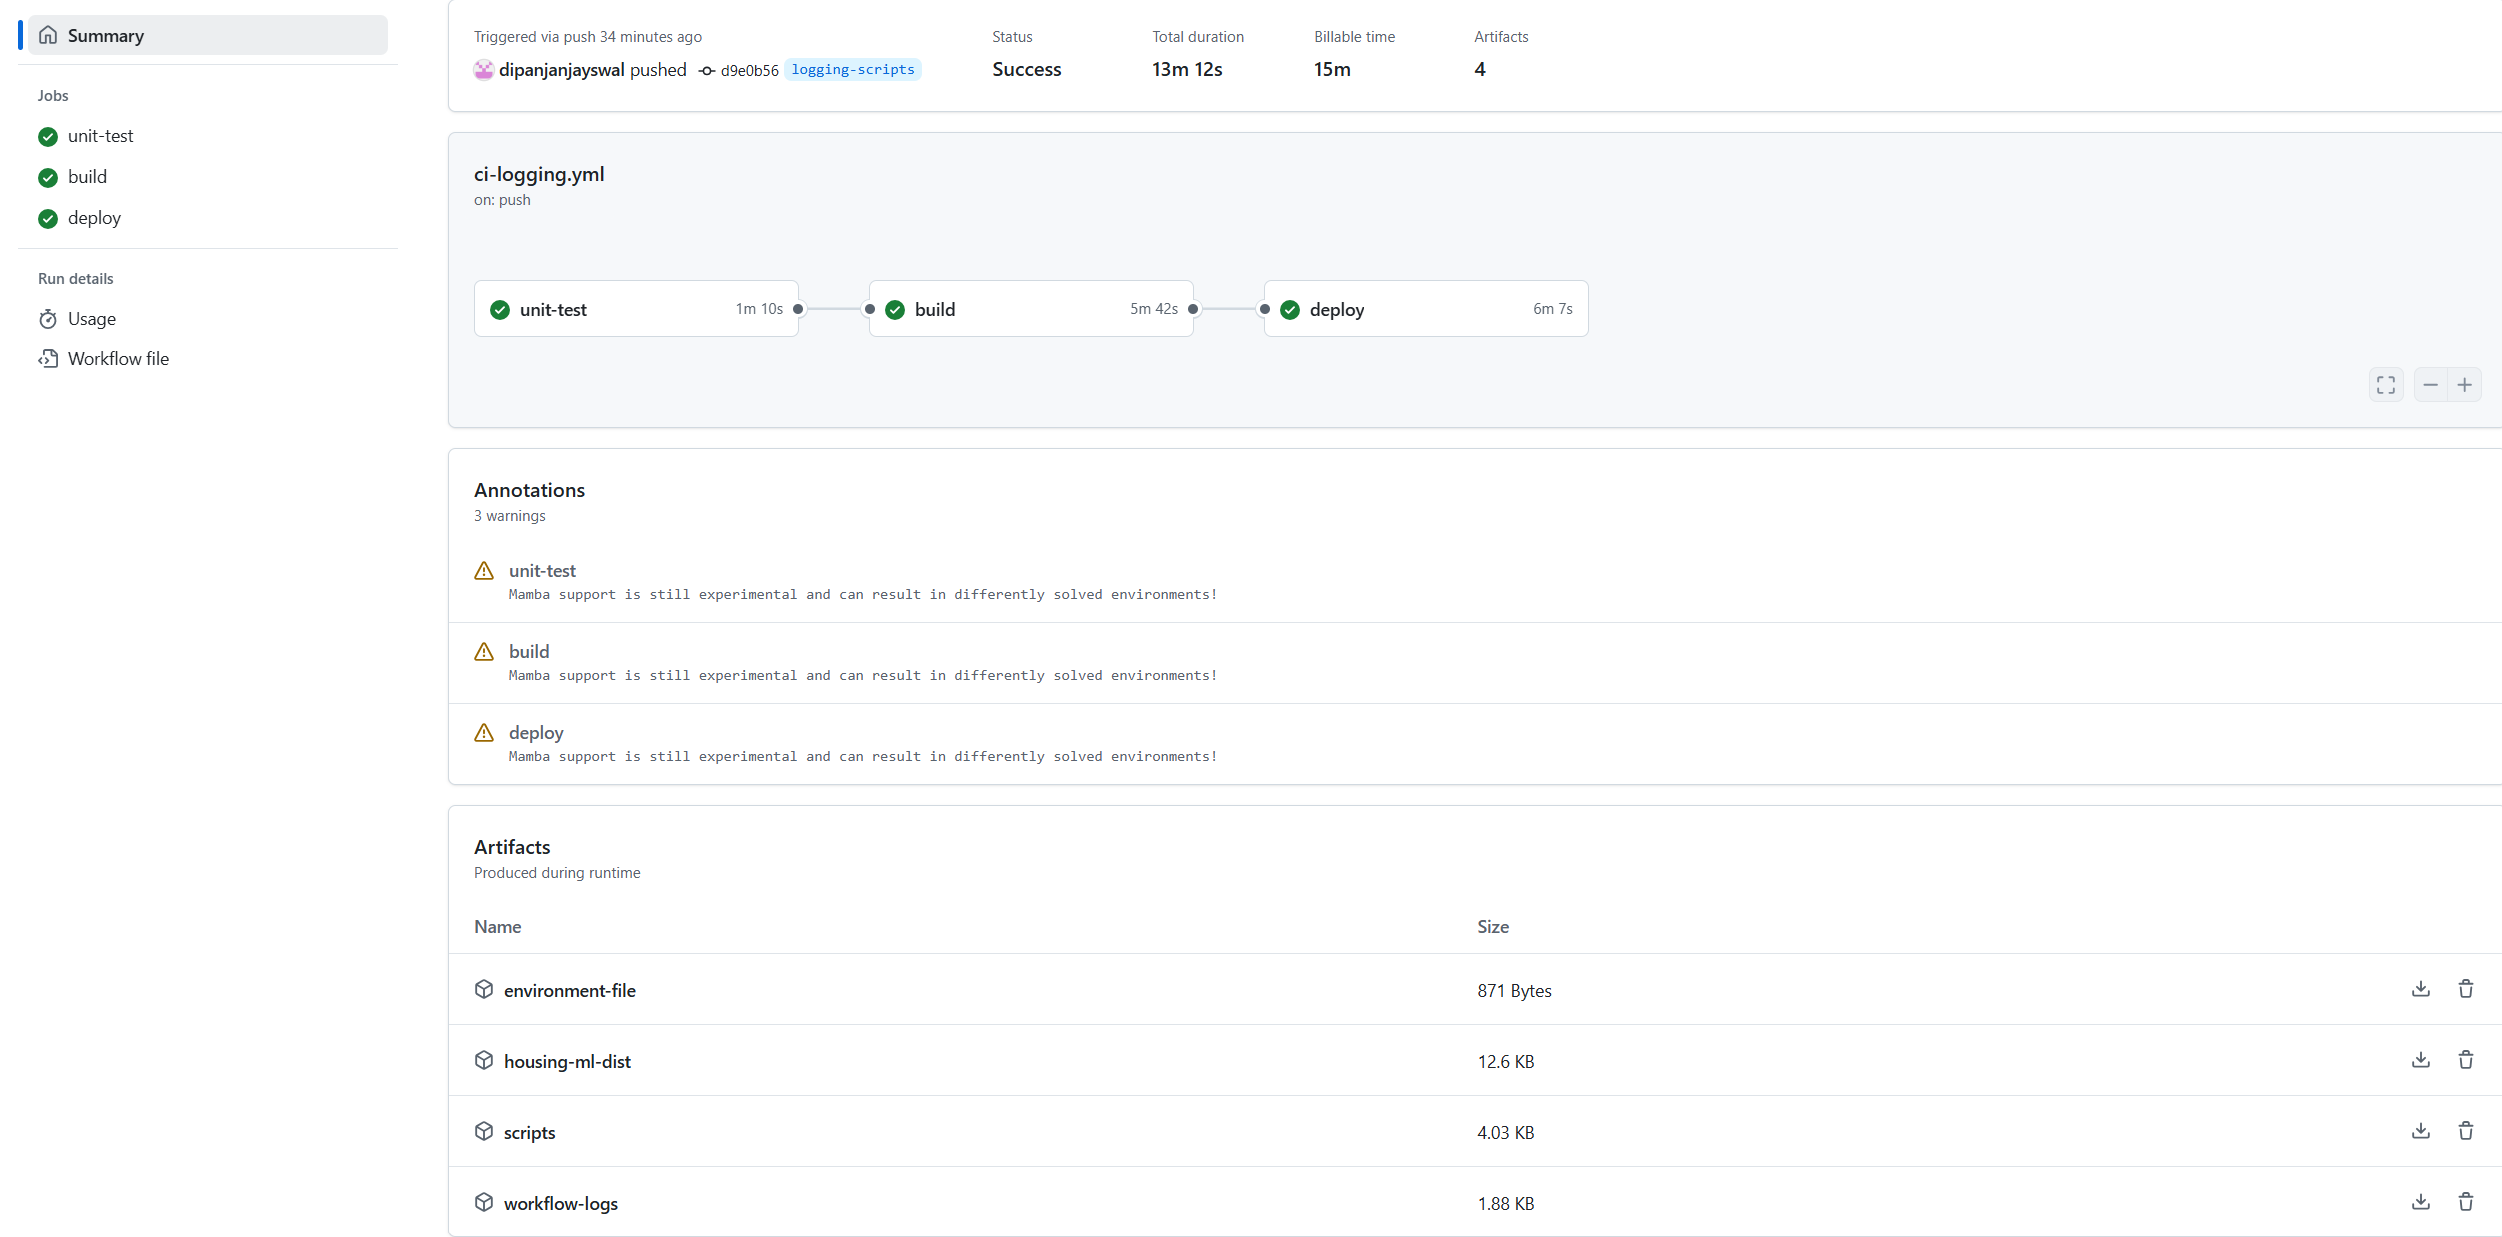 Summary
Jobs
unit-test
build
deploy
Run details
Usage
Workflow file
Triggered via push 34 minutes ago
dipanjanjayswal pushed d9e0b56 logging-scripts
Status
Success
Total duration
13m 12s
Billable time
15m
Artifacts
4
ci-logging.yml
on: push
unit-test 1m 10s
build 5m 42s
deploy 6m 7s
Annotations
3 warnings
unit-test
Mamba support is still experimental and can result in differently solved environments!
build
Mamba support is still experimental and can result in differently solved environments!
deploy
Mamba support is still experimental and can result in differently solved environments!
Artifacts
Produced during runtime
Name Size
environment-file 871 Bytes
housing-ml-dist 12.6 KB
scripts 4.03 KB
workflow-logs 1.88 KB